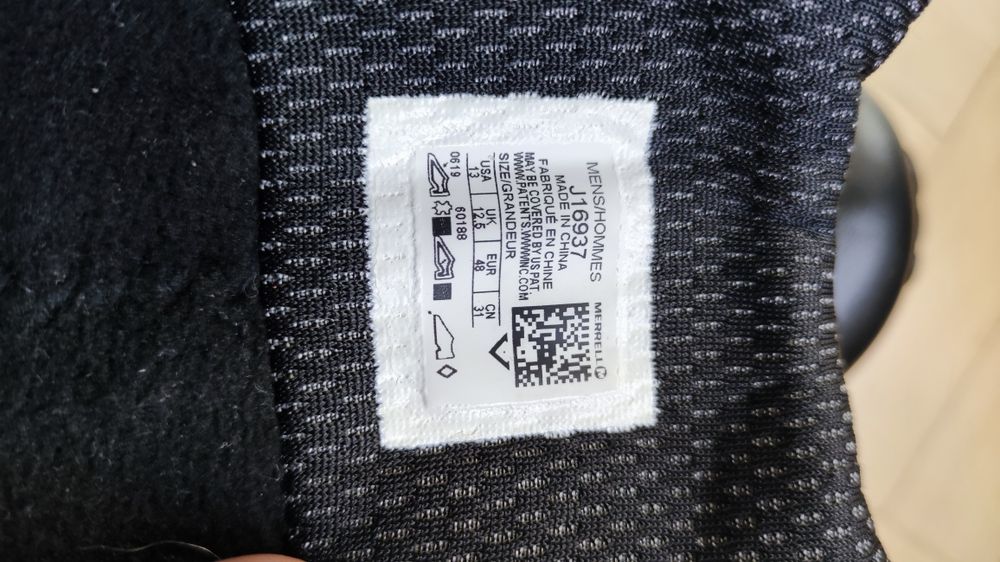 MENS/HOMMES
J16937
MADE IN CHINA
FABRIQUÉ EN CHINE
MAY BE COVERED BY US PAT.
WWW.PATENTS.WWWINC.COM
SIZE/GRANDEUR
USA UK EUR CN
13 12.5 48 31
0619 60188
MERRELL